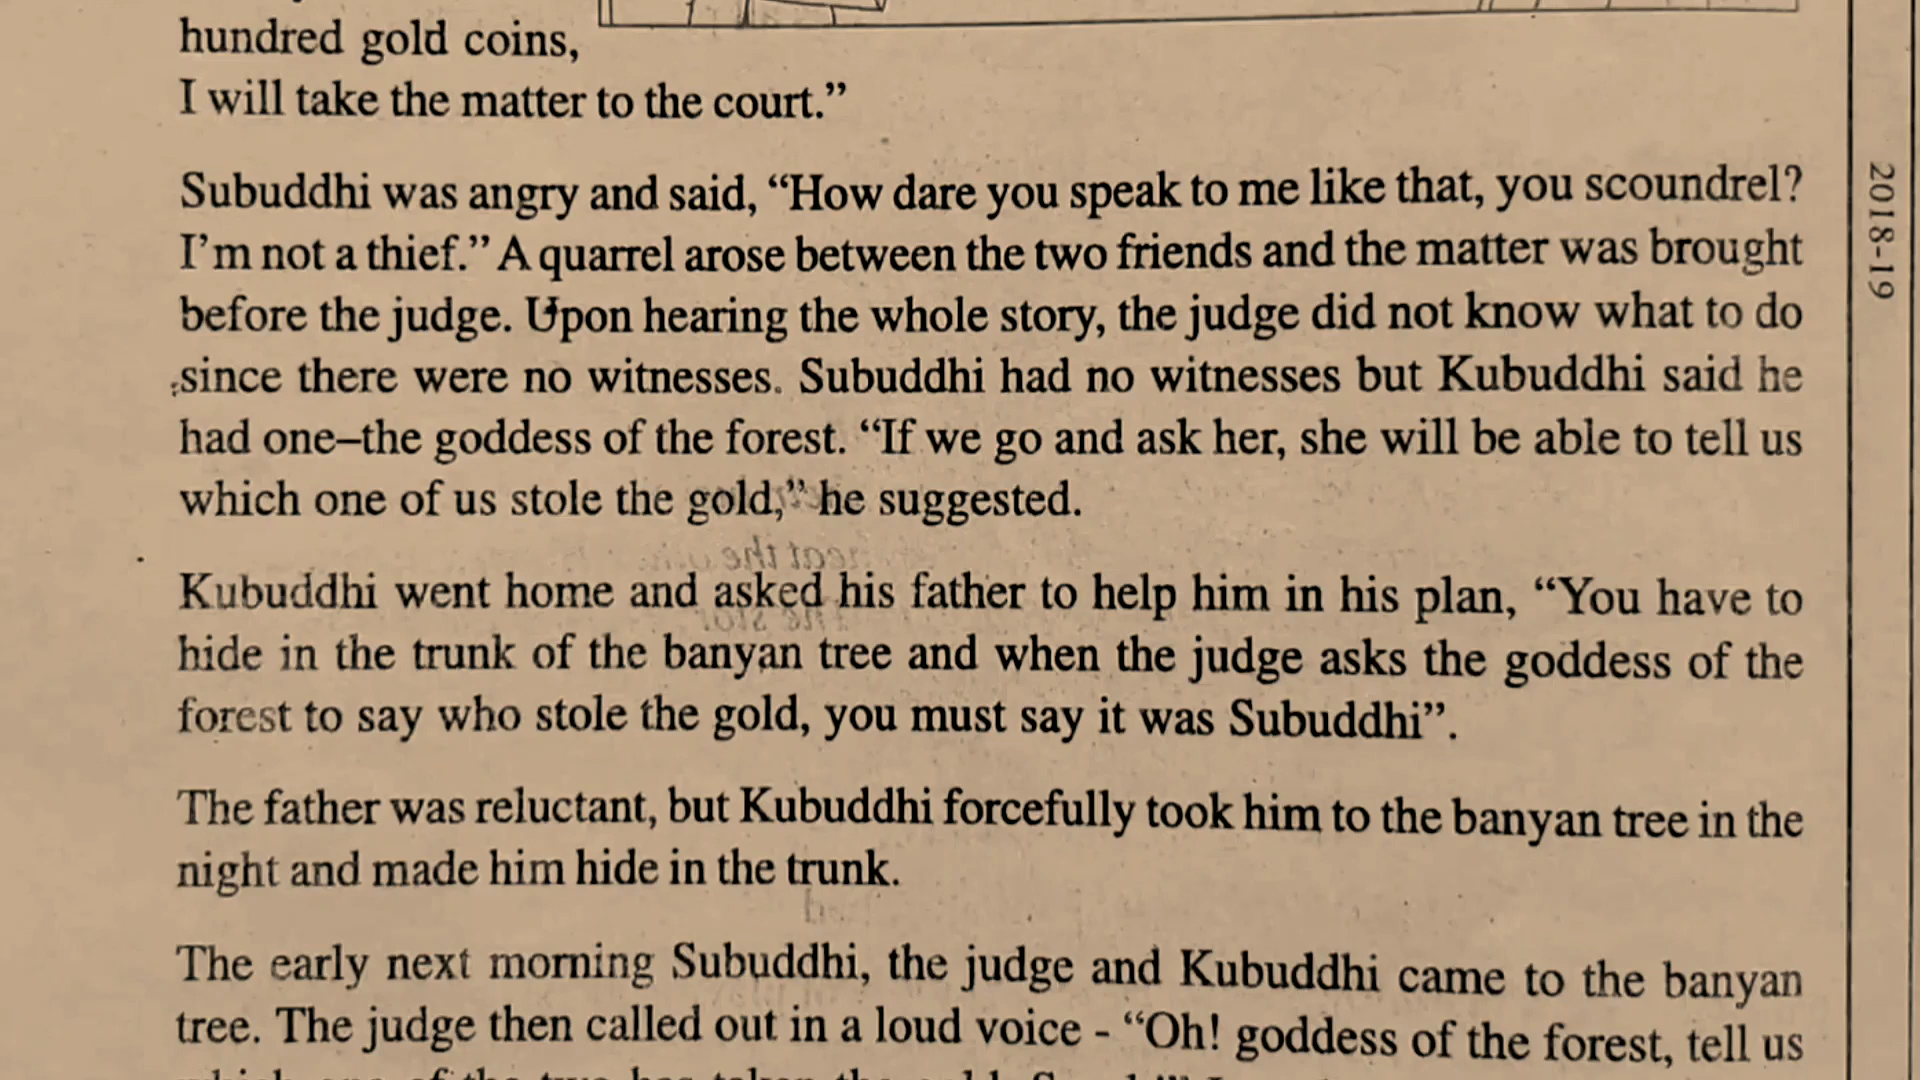 hundred gold coins,
I will take the matter to the court.”
Subuddhi was angry and said, “How dare you speak to me like that, you scoundrel?
I’m not a thief.” A quarrel arose between the two friends and the matter was brought
before the judge. Upon hearing the whole story, the judge did not know what to do
since there were no witnesses. Subuddhi had no witnesses but Kubuddhi said he
had one–the goddess of the forest. “If we go and ask her, she will be able to tell us
which one of us stole the gold,” he suggested.
Kubuddhi went home and asked his father to help him in his plan, “You have to
hide in the trunk of the banyan tree and when the judge asks the goddess of the
forest to say who stole the gold, you must say it was Subuddhi”.
The father was reluctant, but Kubuddhi forcefully took him to the banyan tree in the
night and made him hide in the trunk.
The early next morning Subuddhi, the judge and Kubuddhi came to the banyan
tree. The judge then called out in a loud voice - “Oh! goddess of the forest, tell us
2018-19